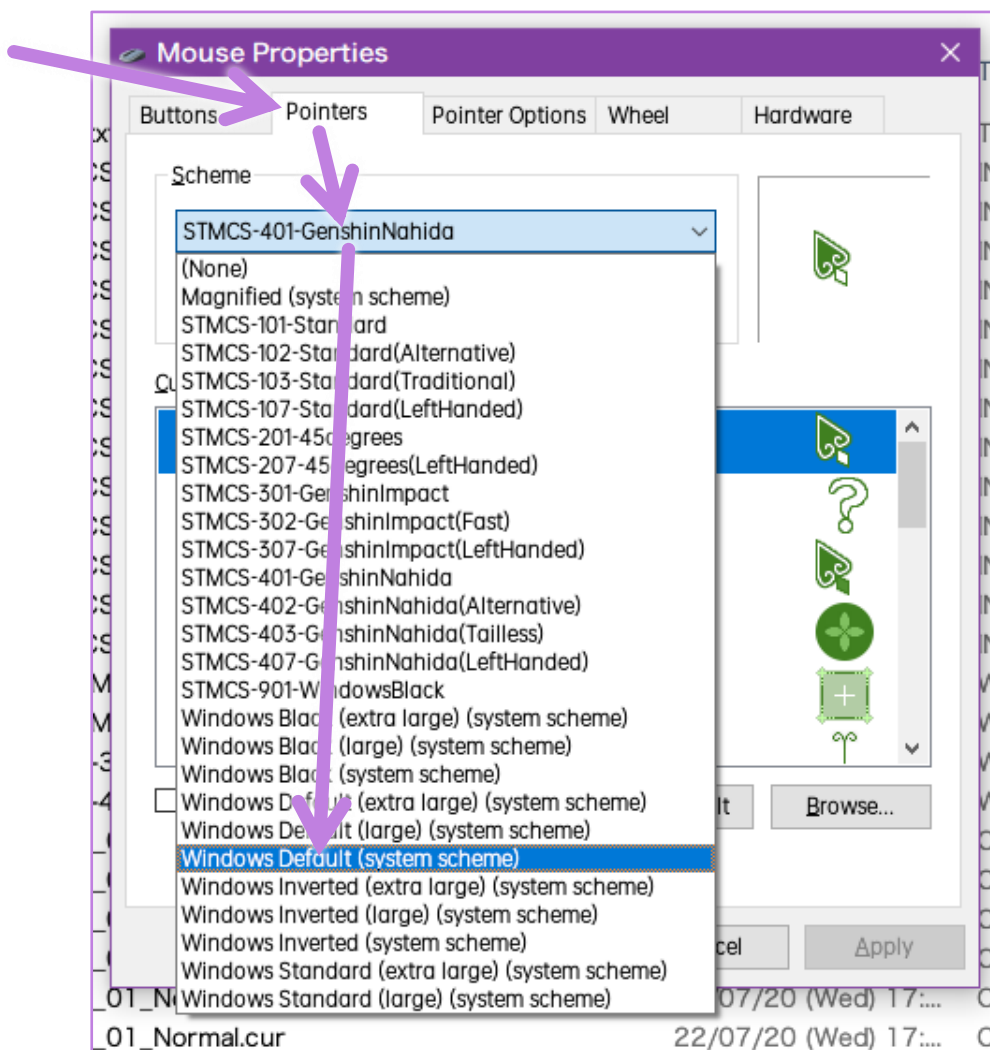 Mouse Properties
Buttons
Pointers
Pointer Options
Wheel
Hardware
Scheme
STMCS-401-GenshinNahida
(None)
Magnified (system scheme)
STMCS-101-Standard
STMCS-102-Standard(Alternative)
STMCS-103-Standard(Traditional)
STMCS-107-Standard(LeftHanded)
STMCS-201-45degrees
STMCS-207-45degrees(LeftHanded)
STMCS-301-GenshinImpact
STMCS-302-GenshinImpact(Fast)
STMCS-307-GenshinImpact(LeftHanded)
STMCS-401-GenshinNahida
STMCS-402-GenshinNahida(Alternative)
STMCS-403-GenshinNahida(Tailless)
STMCS-407-GenshinNahida(LeftHanded)
STMCS-901-WindowsBlack
Windows Black (extra large) (system scheme)
Windows Black (large) (system scheme)
Windows Black (system scheme)
Windows Default (extra large) (system scheme)
Windows Default (large) (system scheme)
Windows Default (system scheme)
Windows Inverted (extra large) (system scheme)
Windows Inverted (large) (system scheme)
Windows Inverted (system scheme)
Windows Standard (extra large) (system scheme)
Windows Standard (large) (system scheme)
Browse...
Apply
07/20 (Wed) 17:...
_01_Normal.cur 22/07/20 (Wed) 17:...